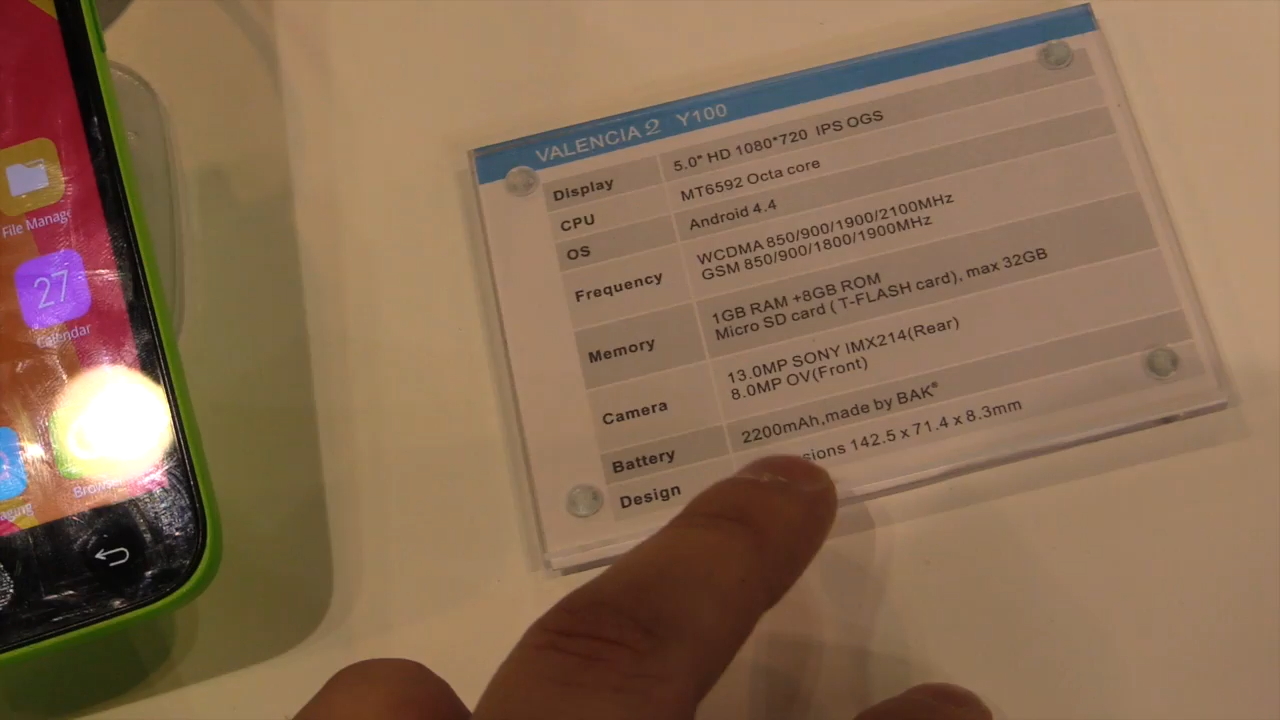 VALENCIA 2 Y100
Display 5.0" HD 1080*720 IPS OGS
CPU MT6592 Octa core
OS Android 4.4
Frequency WCDMA 850/900/1900/2100MHz
GSM 850/900/1800/1900MHz
Memory 1GB RAM +8GB ROM
Micro SD card ( T-FLASH card), max 32GB
Camera 13.0MP SONY IMX214(Rear)
8.0MP OV(Front)
Battery 2200mAh,made by BAK®
Design 142.5 x 71.4 x 8.3mm
File
27
Calendar